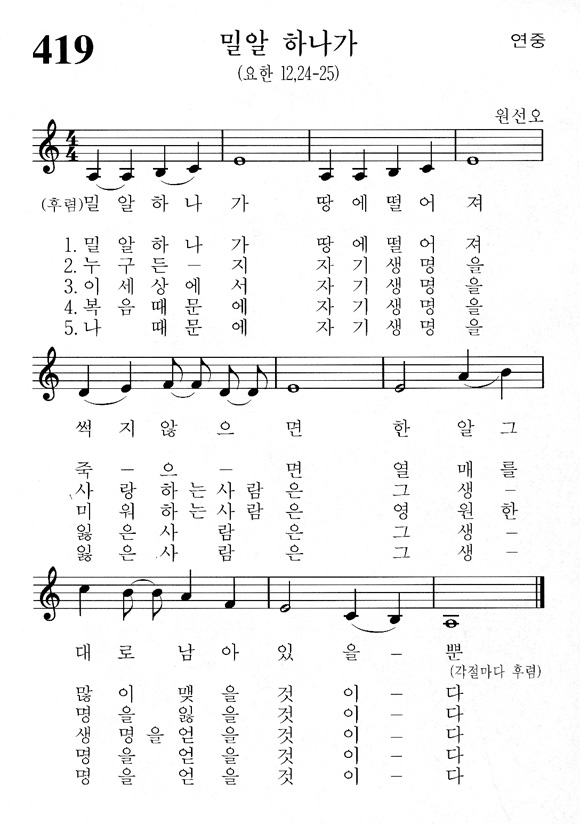 419 밀알 하나가 연중
(요한 12,24-25)
원선오
4 4
(후렴)밀 알 하 나 가 땅 에 떨 어 져
1. 밀 알 하 나 가 땅 에 떨 어 져
2. 누 구 든 – 지 자 기 생 명 을
3. 이 세 상 에 서 자 기 생 명 을
4. 복 음 때 문 에 자 기 생 명 을
5. 나 때 문 에 자 기 생 명 을
썩 지 않 으 면 한 알 그
죽 – 으 – 면 열 매 를
사 랑 하 는 사 람 은 그 생 –
미 워 하 는 사 람 은 영 원 한
잃 은 사 람 은 그 생 –
잃 은 사 람 은 그 생 –
대 로 남 아 있 을 – 뿐
(각절마다 후렴)
많 이 맺 을 것 이 – 다
명 을 잃 을 것 이 – 다
생 명 을 얻 을 것 이 – 다
명 을 얻 을 것 이 – 다
명 을 얻 을 것 이 – 다